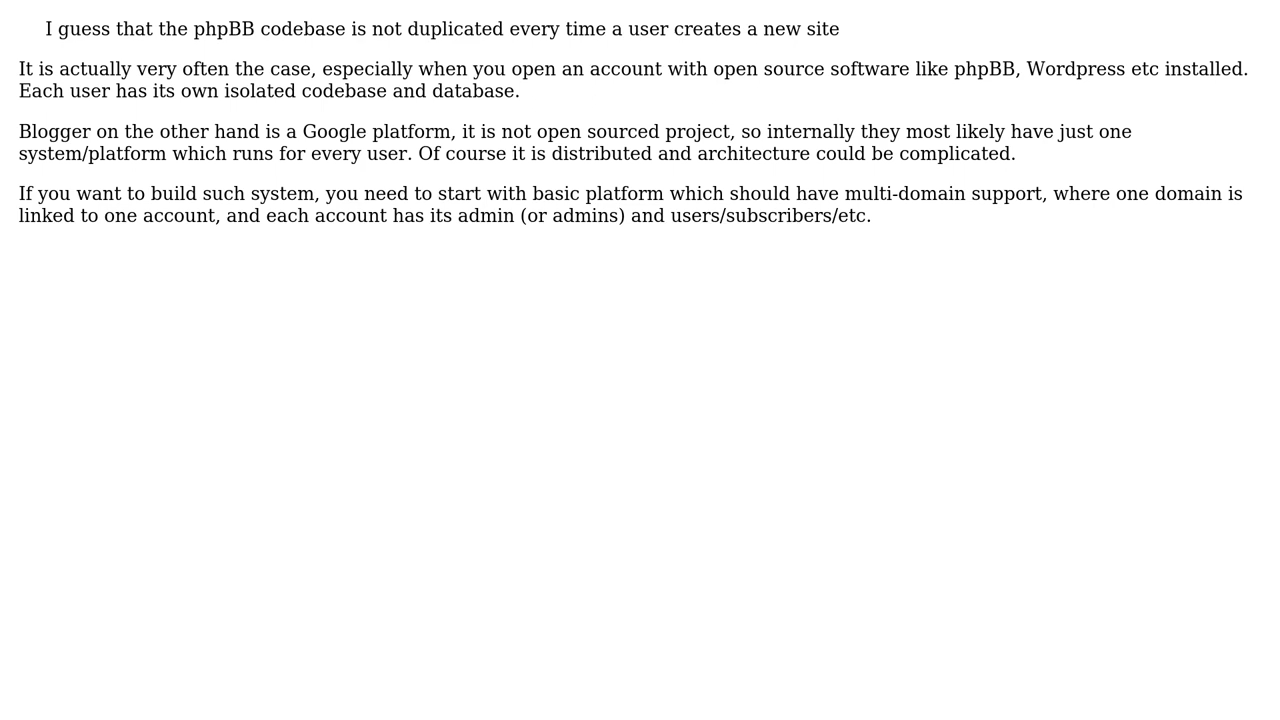 I guess that the phpBB codebase is not duplicated every time a user creates a new site
It is actually very often the case, especially when you open an account with open source software like phpBB, Wordpress etc installed.
Each user has its own isolated codebase and database.
Blogger on the other hand is a Google platform, it is not open sourced project, so internally they most likely have just one
system/platform which runs for every user. Of course it is distributed and architecture could be complicated.
If you want to build such system, you need to start with basic platform which should have multi-domain support, where one domain is
linked to one account, and each account has its admin (or admins) and users/subscribers/etc.